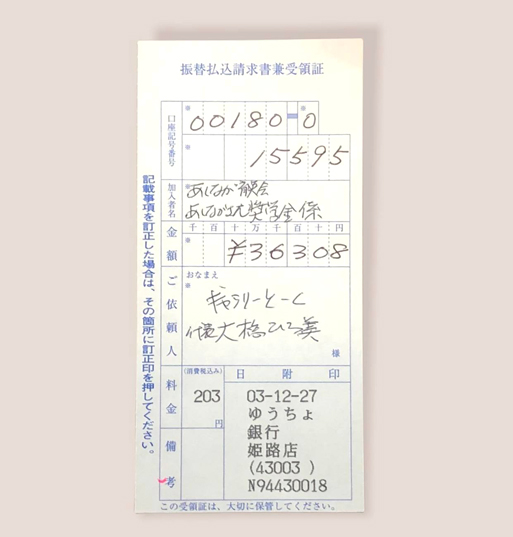 振替払込請求書兼受領証
口座記号番号
00180-0
15595
加入者名
あしなが育英会
あしなが奨学金係
千百十万千百十円
金額
¥36308
おなまえ
ご依頼人
ギャラリーとーく
代表大橋
様
料金
(消費税込み)
203
円
日附印
03-12-27
ゆうちょ
銀行
姫路店
(43003 )
N94430018
備考
この受領証は、大切に保管してください。
記載事項を訂正した場合は、その箇所に訂正印を押してください。